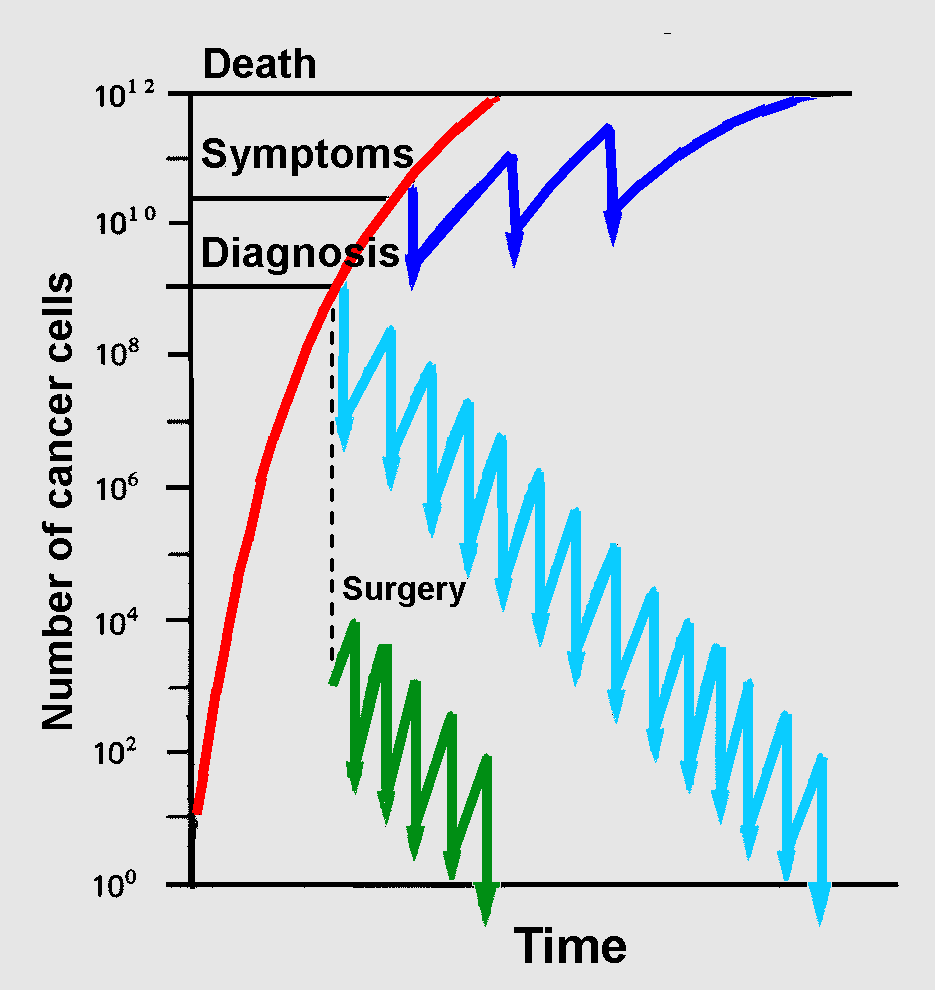 Death
10¹²
Symptoms
10¹⁰
Diagnosis
10⁸
Number of cancer cells
10⁶
Surgery
10⁴
10²
10⁰
Time